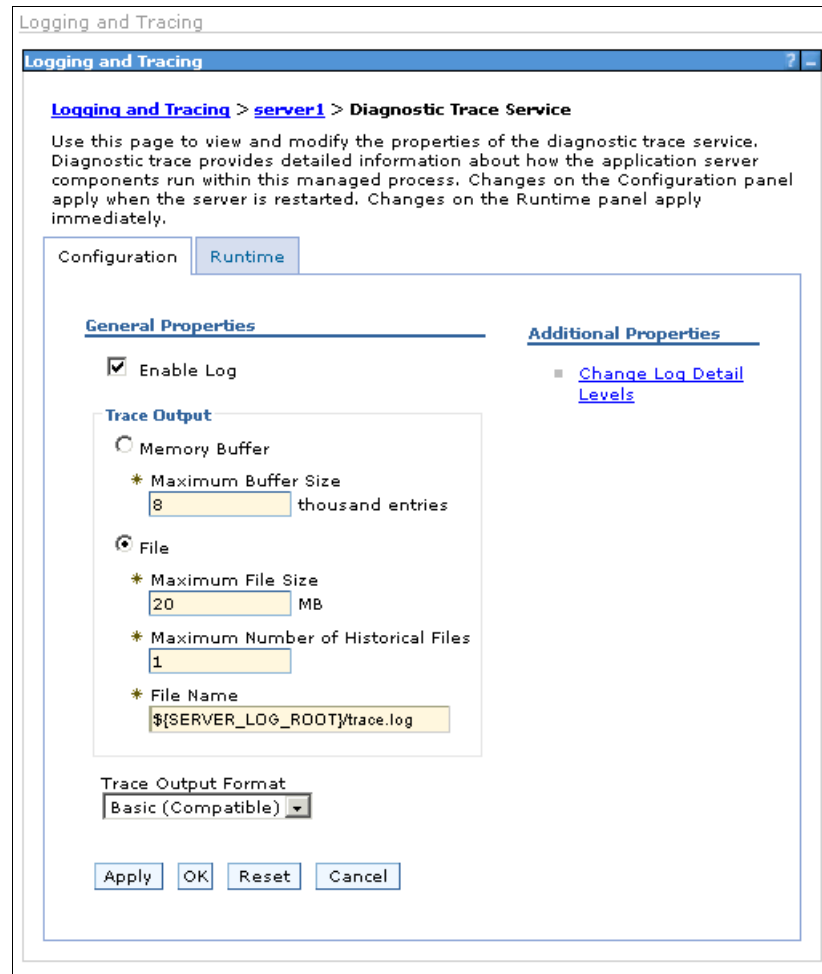 Logging and Tracing
Logging and Tracing ? –
Logging and Tracing > server1 > Diagnostic Trace Service
Use this page to view and modify the properties of the diagnostic trace service.
Diagnostic trace provides detailed information about how the application server
components run within this managed process. Changes on the Configuration panel
apply when the server is restarted. Changes on the Runtime panel apply
immediately.
Configuration Runtime
General Properties
Enable Log
Trace Output
Memory Buffer
* Maximum Buffer Size
8 thousand entries
File
* Maximum File Size
20 MB
* Maximum Number of Historical Files
1
* File Name
${SERVER_LOG_ROOT}/trace.log
Trace Output Format
Basic (Compatible)
Apply OK Reset Cancel
Additional Properties
Change Log Detail
Levels